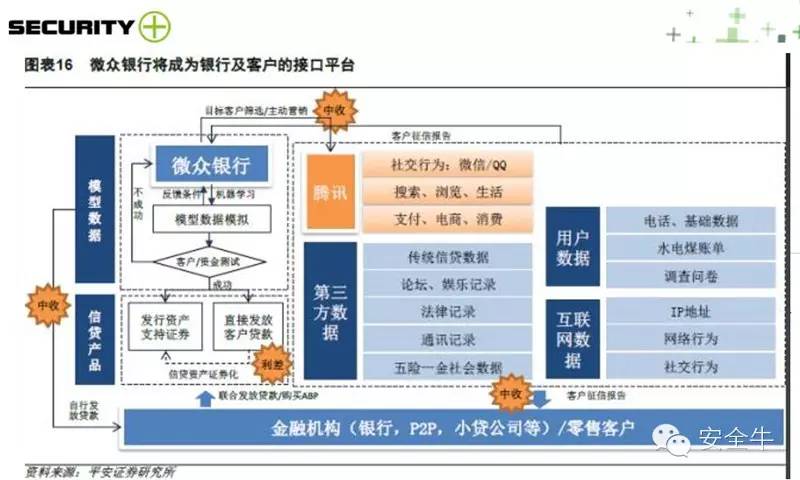 SECURITY+
图表16 微众银行将成为银行及客户的接口平台
目标客户筛选/主动营销
中收
客户征信报告
模型数据
微众银行
不成功
反馈条件
机器学习
模型数据模拟
客户/资金测试
成功
腾讯
社交行为：微信/QQ
搜索、浏览、生活
支付、电商、消费
第三方数据
传统信贷数据
论坛、娱乐记录
法律记录
通讯记录
五险一金社会数据
用户数据
电话、基础数据
水电煤账单
调查问卷
互联网数据
IP地址
网络行为
社交行为
中收
信贷产品
发行资产支持证券
直接发放客户贷款
利差
信贷资产证券化
自行发放贷款
联合发放贷款/购买ABP
中收
客户征信报告
金融机构（银行，P2P，小贷公司等）/零售客户
安全牛
资料来源：平安证券研究所